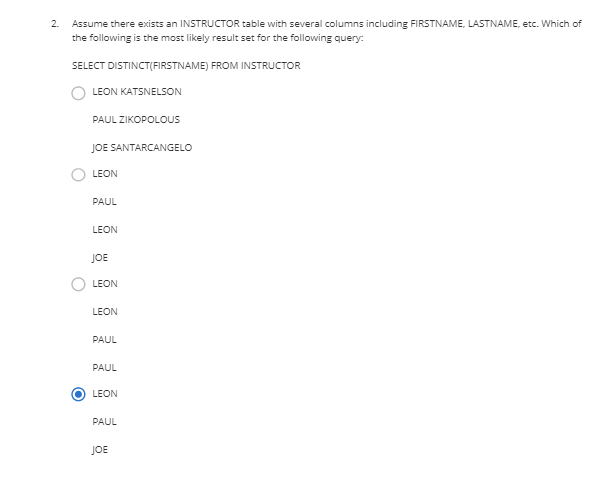 2. Assume there exists an INSTRUCTOR table with several columns including FIRSTNAME, LASTNAME, etc. Which of
the following is the most likely result set for the following query:
SELECT DISTINCT(FIRSTNAME) FROM INSTRUCTOR
LEON KATSNELSON
PAUL ZIKOPOLOUS
JOE SANTARCANGELO
LEON
PAUL
LEON
JOE
LEON
LEON
PAUL
PAUL
LEON
PAUL
JOE